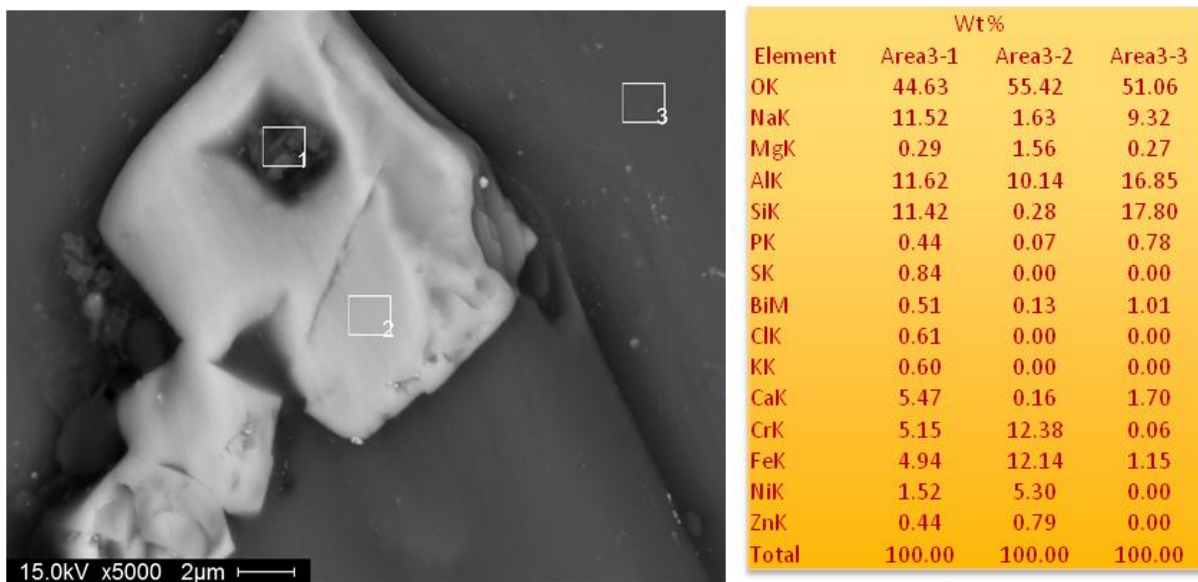 1
2
3
15.0kV x5000 2μm
Wt%
Element Area3-1 Area3-2 Area3-3
OK 44.63 55.42 51.06
NaK 11.52 1.63 9.32
MgK 0.29 1.56 0.27
AlK 11.62 10.14 16.85
SiK 11.42 0.28 17.80
PK 0.44 0.07 0.78
SK 0.84 0.00 0.00
BiM 0.51 0.13 1.01
ClK 0.61 0.00 0.00
KK 0.60 0.00 0.00
CaK 5.47 0.16 1.70
CrK 5.15 12.38 0.06
FeK 4.94 12.14 1.15
NiK 1.52 5.30 0.00
ZnK 0.44 0.79 0.00
Total 100.00 100.00 100.00